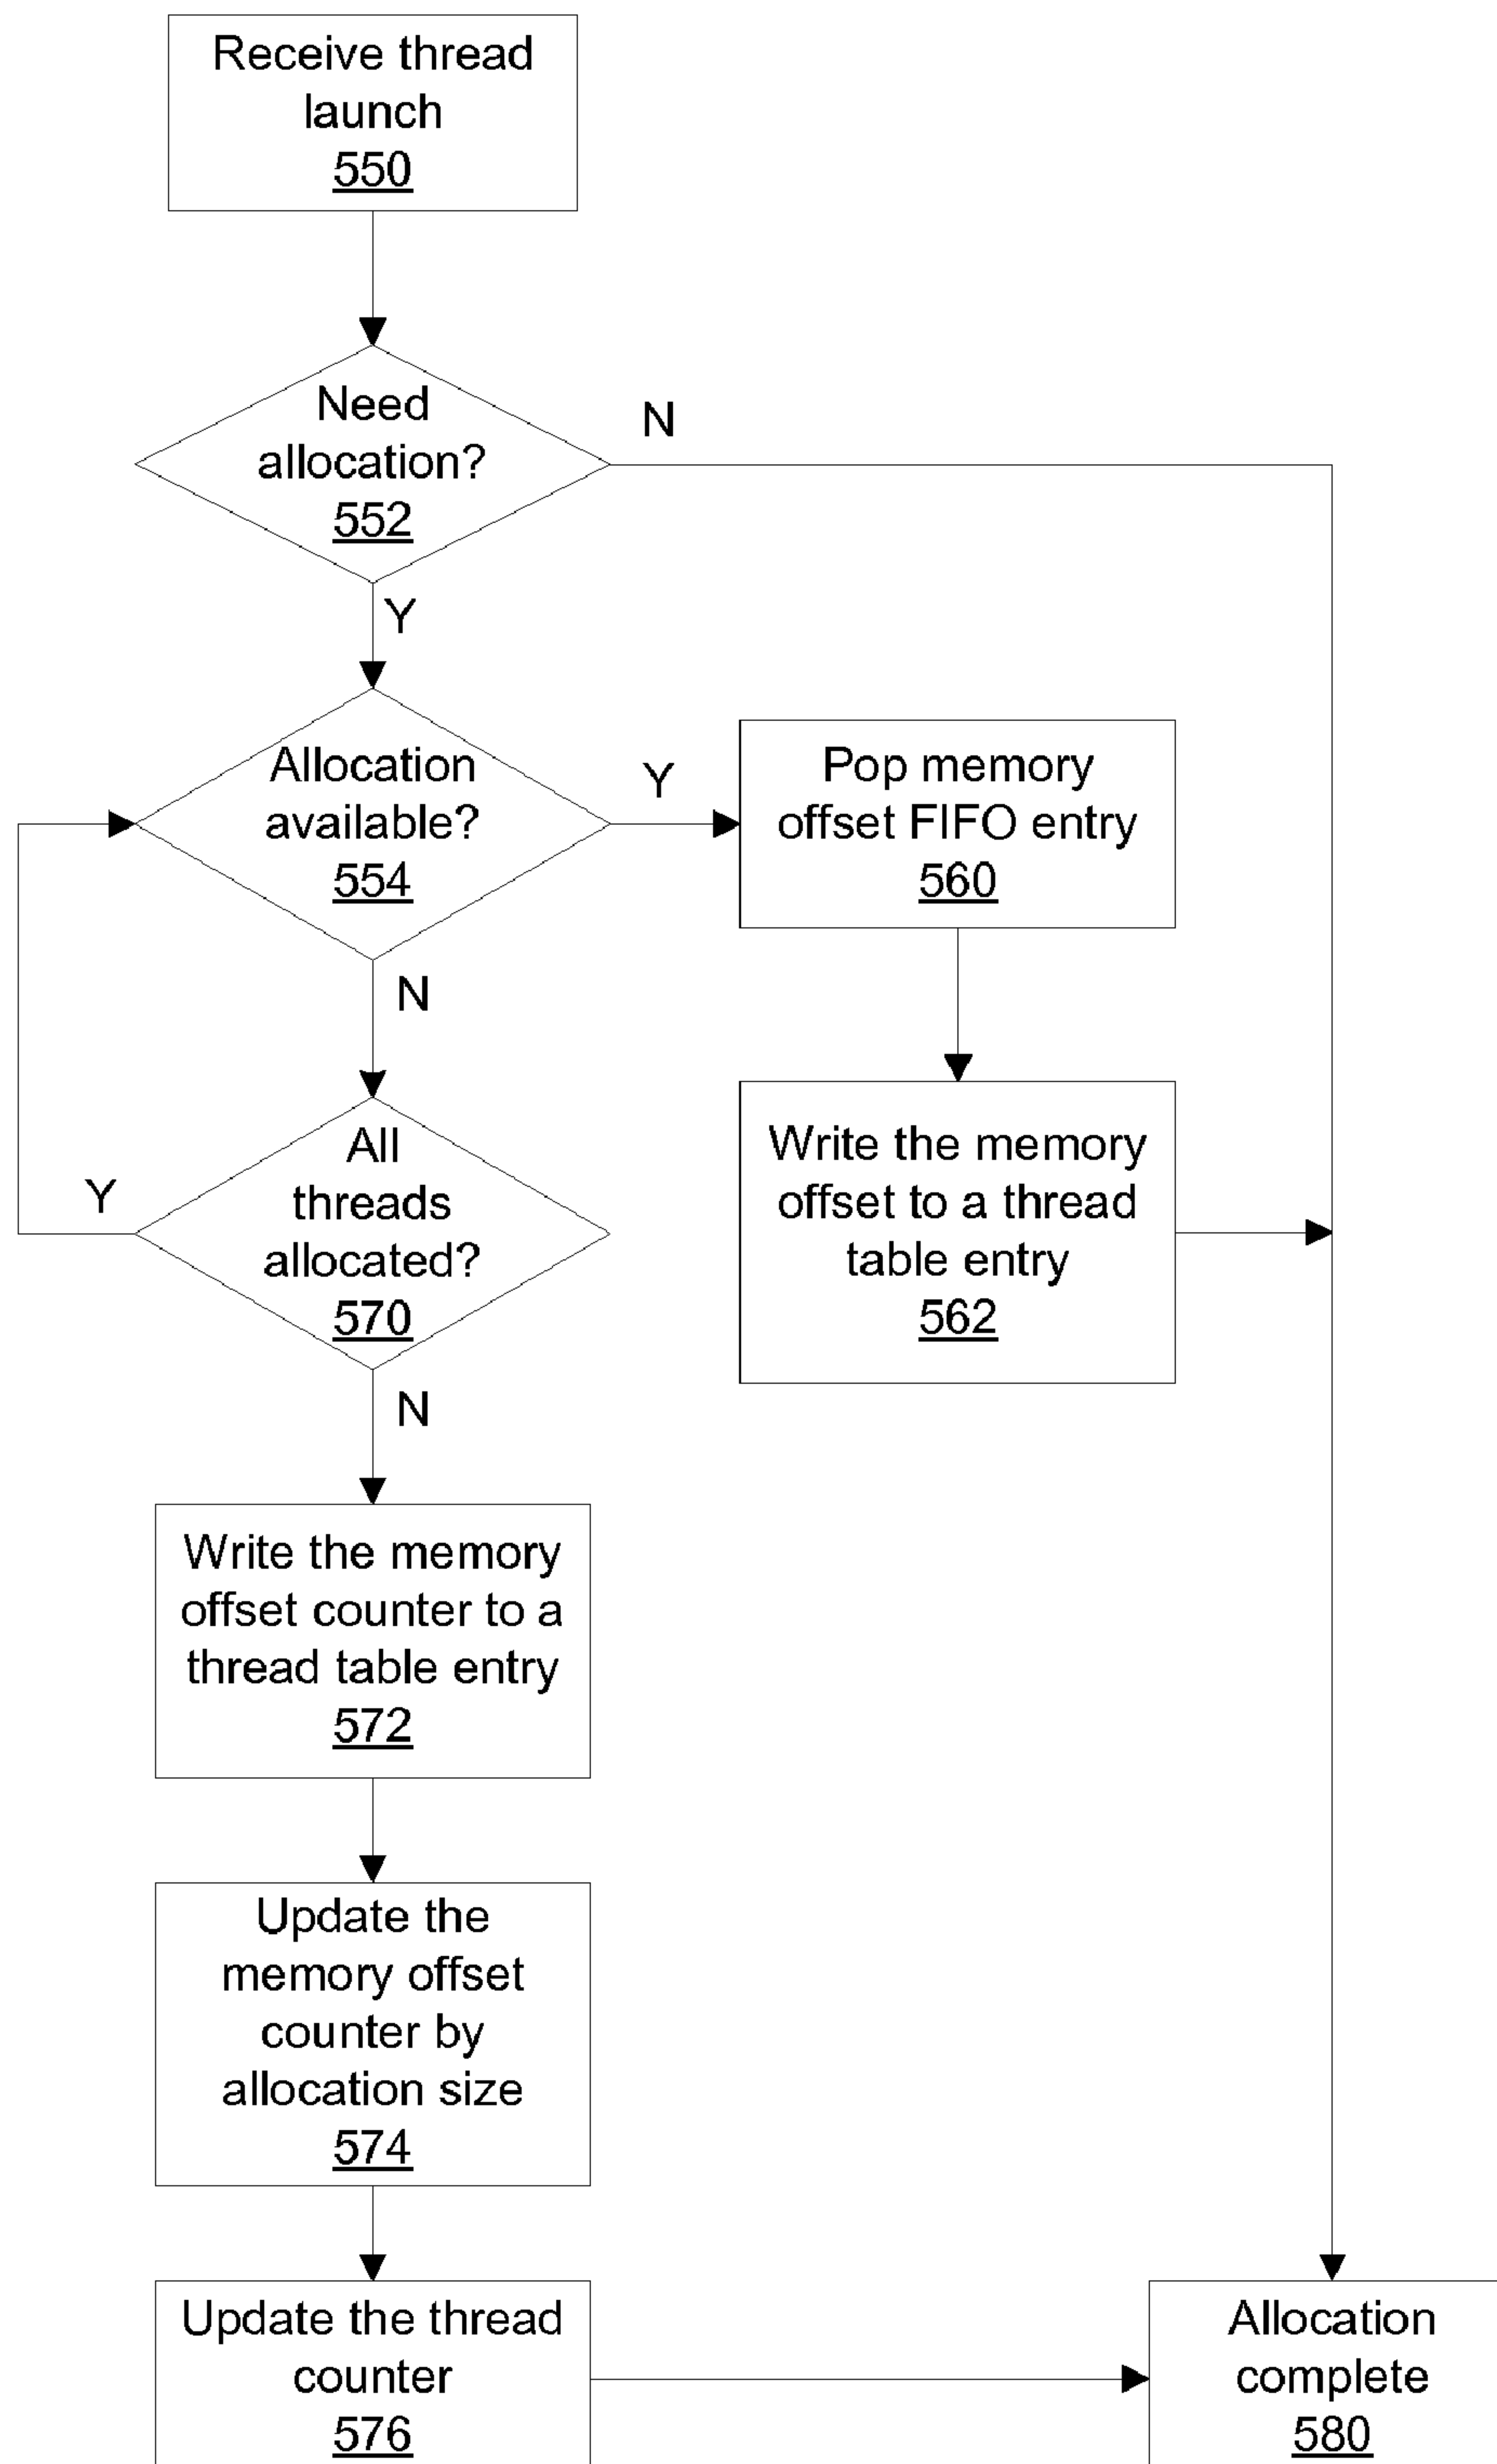 Receive thread
launch
550
Need
allocation?
552
N
Y
Allocation
available?
554
Y
Pop memory
offset FIFO entry
560
N
All
threads
allocated?
570
Y
Write the memory
offset to a thread
table entry
562
N
Write the memory
offset counter to a
thread table entry
572
Update the
memory offset
counter by
allocation size
574
Update the thread
counter
576
Allocation
complete
580